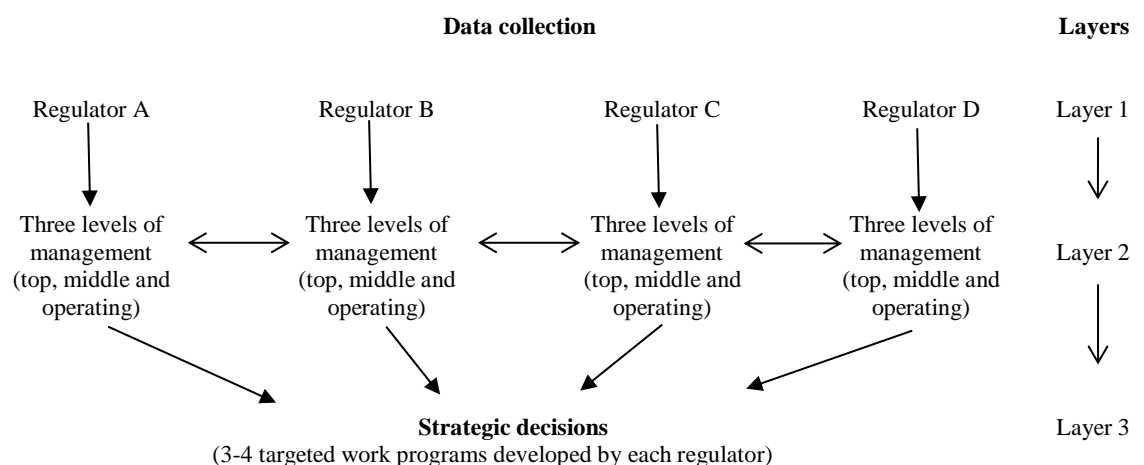 Data collection
Layers
Regulator A
Regulator B
Regulator C
Regulator D
Layer 1
Three levels of
management
(top, middle and
operating)
Three levels of
management
(top, middle and
operating)
Three levels of
management
(top, middle and
operating)
Three levels of
management
(top, middle and
operating)
Layer 2
Strategic decisions
(3-4 targeted work programs developed by each regulator)
Layer 3